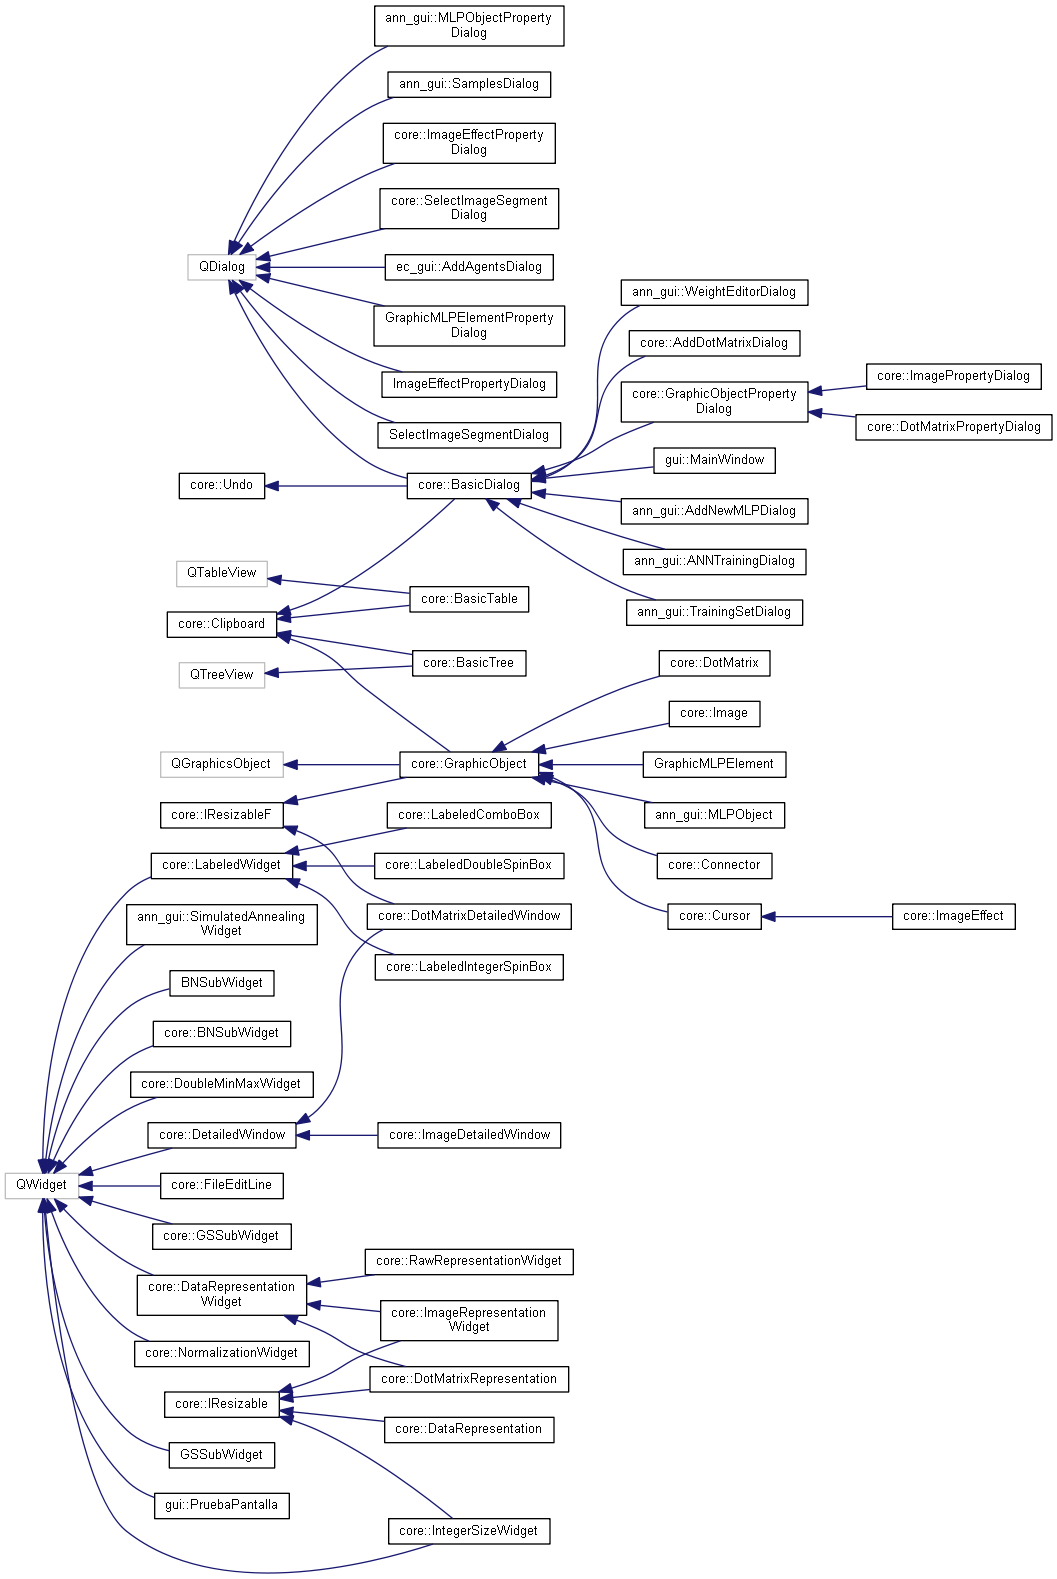 ann_gui::MLPObjectProperty
Dialog
ann_gui::SamplesDialog
core::ImageEffectProperty
Dialog
core::SelectImageSegment
Dialog
QDialog
ec_gui::AddAgentsDialog
GraphicMLPElementProperty
Dialog
ImageEffectPropertyDialog
SelectImageSegmentDialog
ann_gui::WeightEditorDialog
core::AddDotMatrixDialog
core::GraphicObjectProperty
Dialog
core::ImagePropertyDialog
core::DotMatrixPropertyDialog
gui::MainWindow
core::Undo
core::BasicDialog
ann_gui::AddNewMLPDialog
ann_gui::ANNTrainingDialog
ann_gui::TrainingSetDialog
QTableView
core::BasicTable
core::Clipboard
core::BasicTree
QTreeView
core::DotMatrix
core::Image
QGraphicsObject
core::GraphicObject
GraphicMLPElement
core::IResizableF
core::LabeledComboBox
ann_gui::MLPObject
core::LabeledWidget
core::LabeledDoubleSpinBox
core::Connector
ann_gui::SimulatedAnnealing
Widget
core::DotMatrixDetailedWindow
core::Cursor
core::ImageEffect
core::LabeledIntegerSpinBox
BNSubWidget
core::BNSubWidget
core::DoubleMinMaxWidget
core::DetailedWindow
core::ImageDetailedWindow
QWidget
core::FileEditLine
core::GSSubWidget
core::RawRepresentationWidget
core::DataRepresentation
Widget
core::ImageRepresentation
Widget
core::NormalizationWidget
core::DotMatrixRepresentation
core::IResizable
core::DataRepresentation
GSSubWidget
gui::PruebaPantalla
core::IntegerSizeWidget